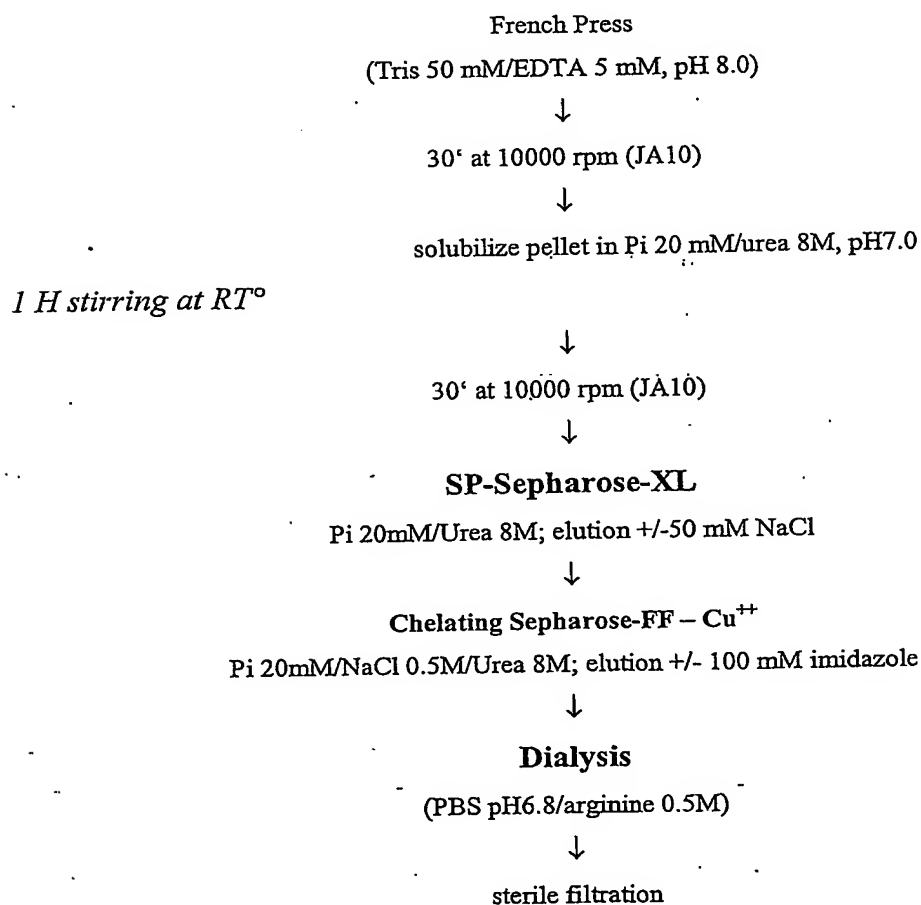 French Press
(Tris 50 mM/EDTA 5 mM, pH 8.0)
↓
30‘ at 10000 rpm (JA10)
↓
solubilize pellet in Pi 20 mM/urea 8M, pH7.0
1 H stirring at RT°
↓
30‘ at 10000 rpm (JA10)
↓
SP-Sepharose-XL
Pi 20mM/Urea 8M; elution +/-50 mM NaCl
↓
Chelating Sepharose-FF – Cu⁺⁺
Pi 20mM/NaCl 0.5M/Urea 8M; elution +/- 100 mM imidazole
↓
Dialysis
(PBS pH6.8/arginine 0.5M)
↓
sterile filtration